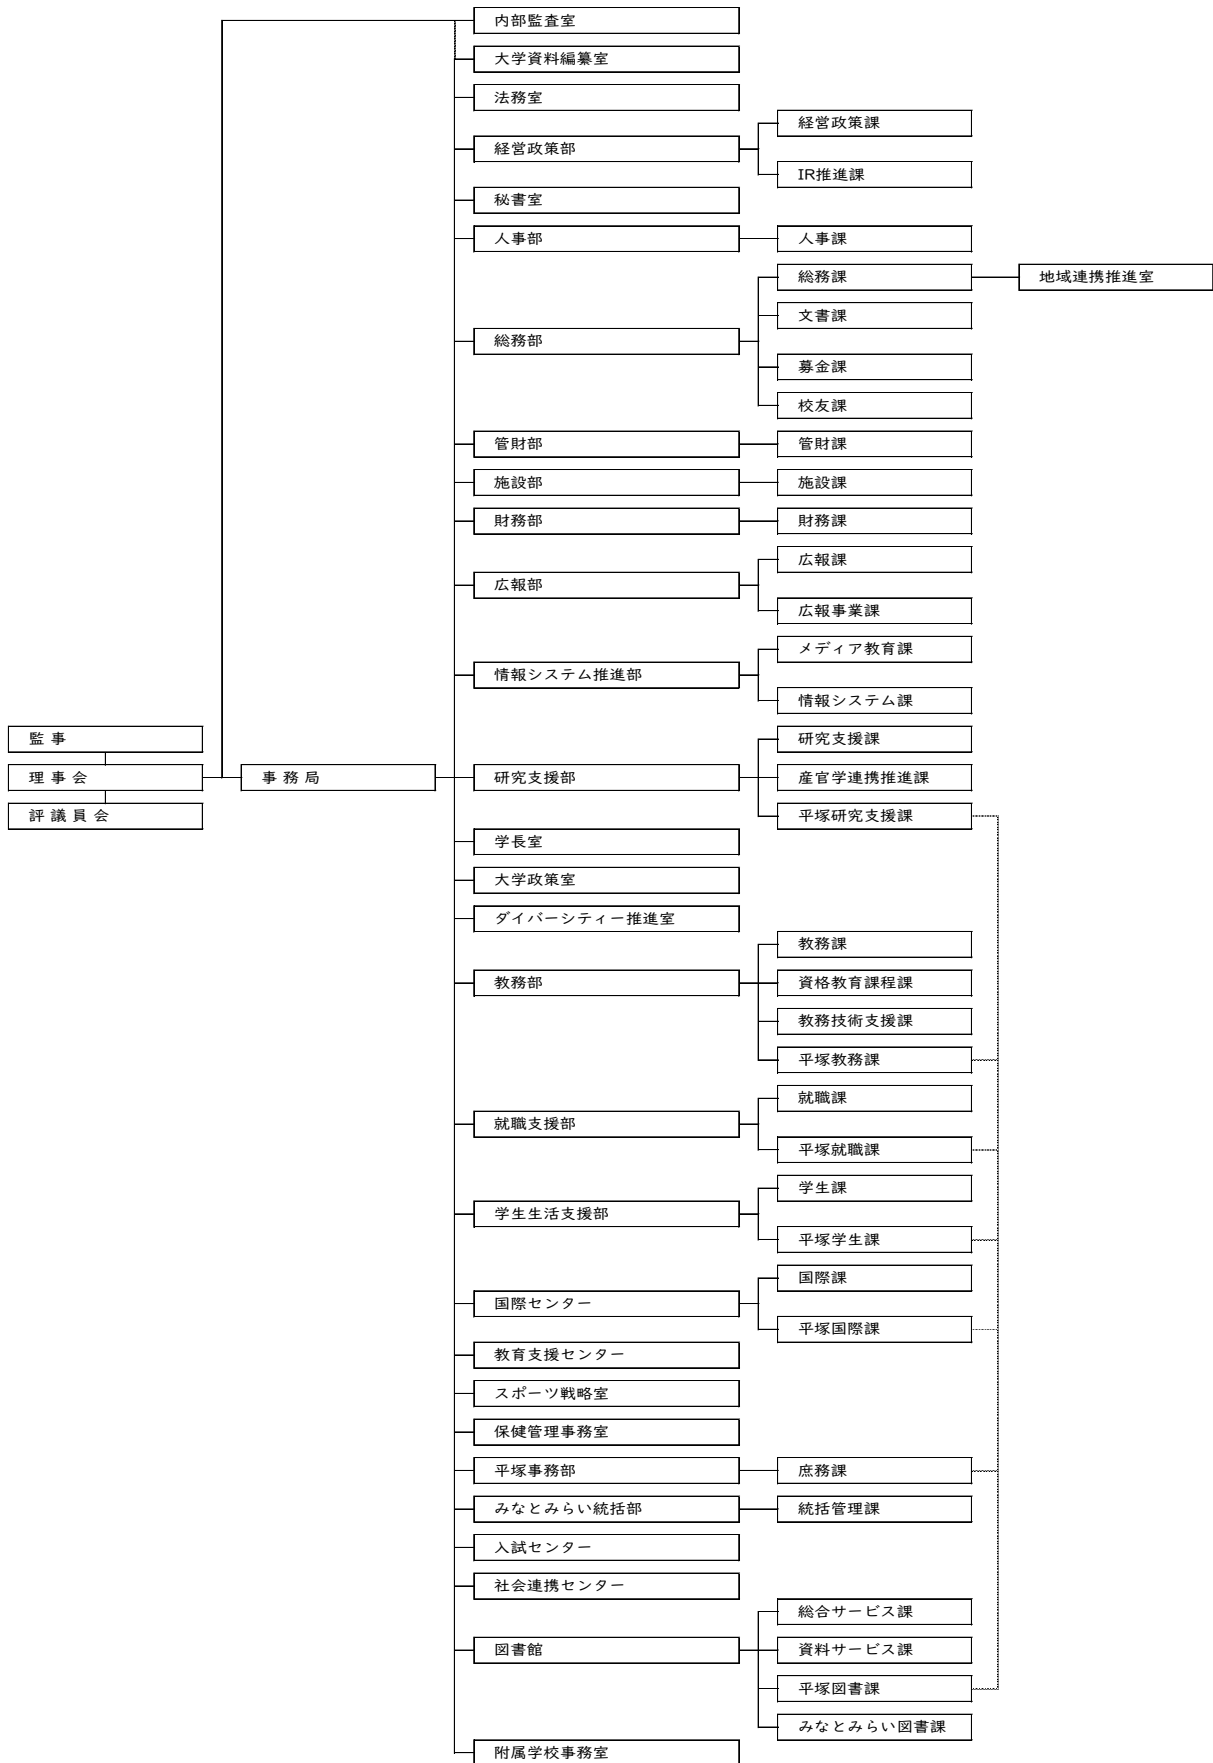 内部監査室
大学資料編纂室
法務室
経営政策課
経営政策部
IR推進課
秘書室
人事部 人事課
総務課 地域連携推進室
文書課
総務部
募金課
校友課
管財部 管財課
施設部 施設課
財務部 財務課
広報課
広報部
広報事業課
メディア教育課
情報システム推進部
情報システム課
監事 研究支援課
理事会 事務局 研究支援部 産官学連携推進課
評議員会 平塚研究支援課
学長室
大学政策室
ダイバーシティー推進室
教務課
教務部 資格教育課程課
教務技術支援課
平塚教務課
就職課
就職支援部
平塚就職課
学生課
学生生活支援部
平塚学生課
国際課
国際センター
平塚国際課
教育支援センター
スポーツ戦略室
保健管理事務室
平塚事務部 庶務課
みなとみらい統括部 統括管理課
入試センター
社会連携センター
総合サービス課
図書館 資料サービス課
平塚図書課
みなとみらい図書課
附属学校事務室